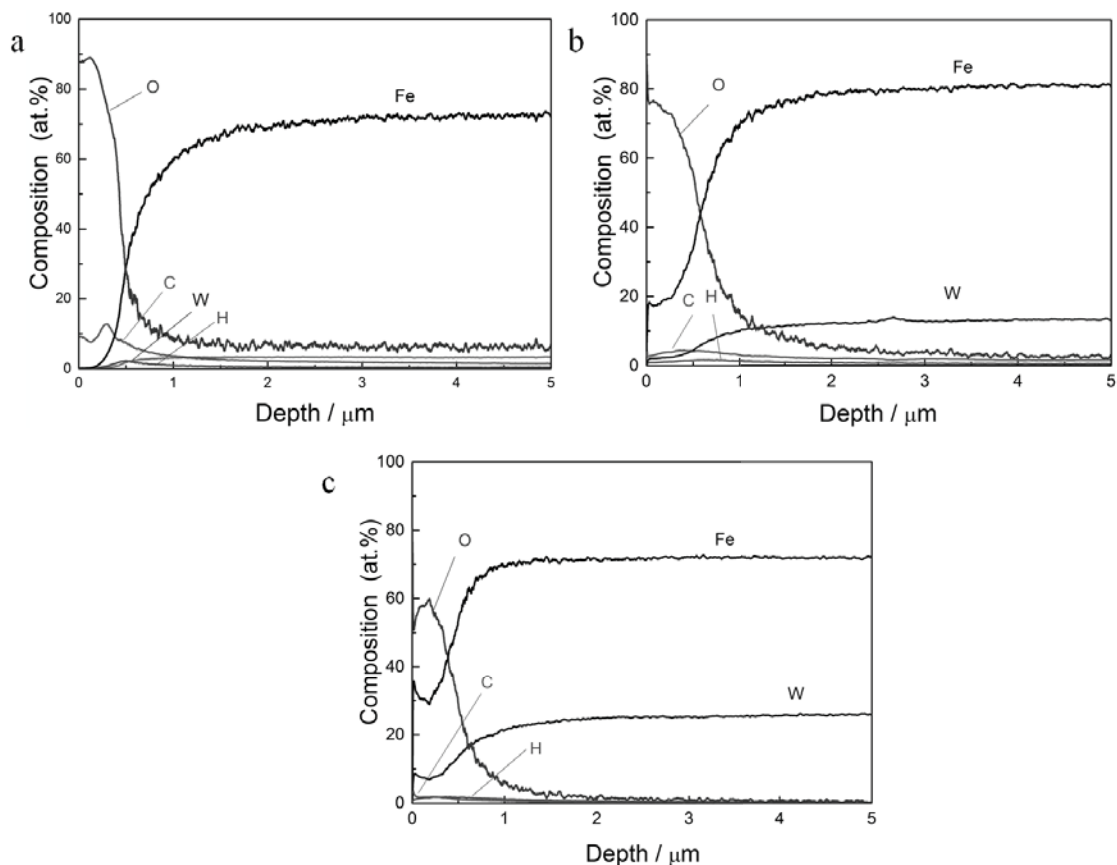 a
100
80
60
40
20
0
Composition (at.%)
O
Fe
C
W
H
0 1 2 3 4 5
Depth / μm
b
100
80
60
40
20
0
Composition (at.%)
O
Fe
C H
W
0 1 2 3 4 5
Depth / μm
c
100
80
60
40
20
0
Composition (at.%)
O
Fe
C
W
H
0 1 2 3 4 5
Depth / μm